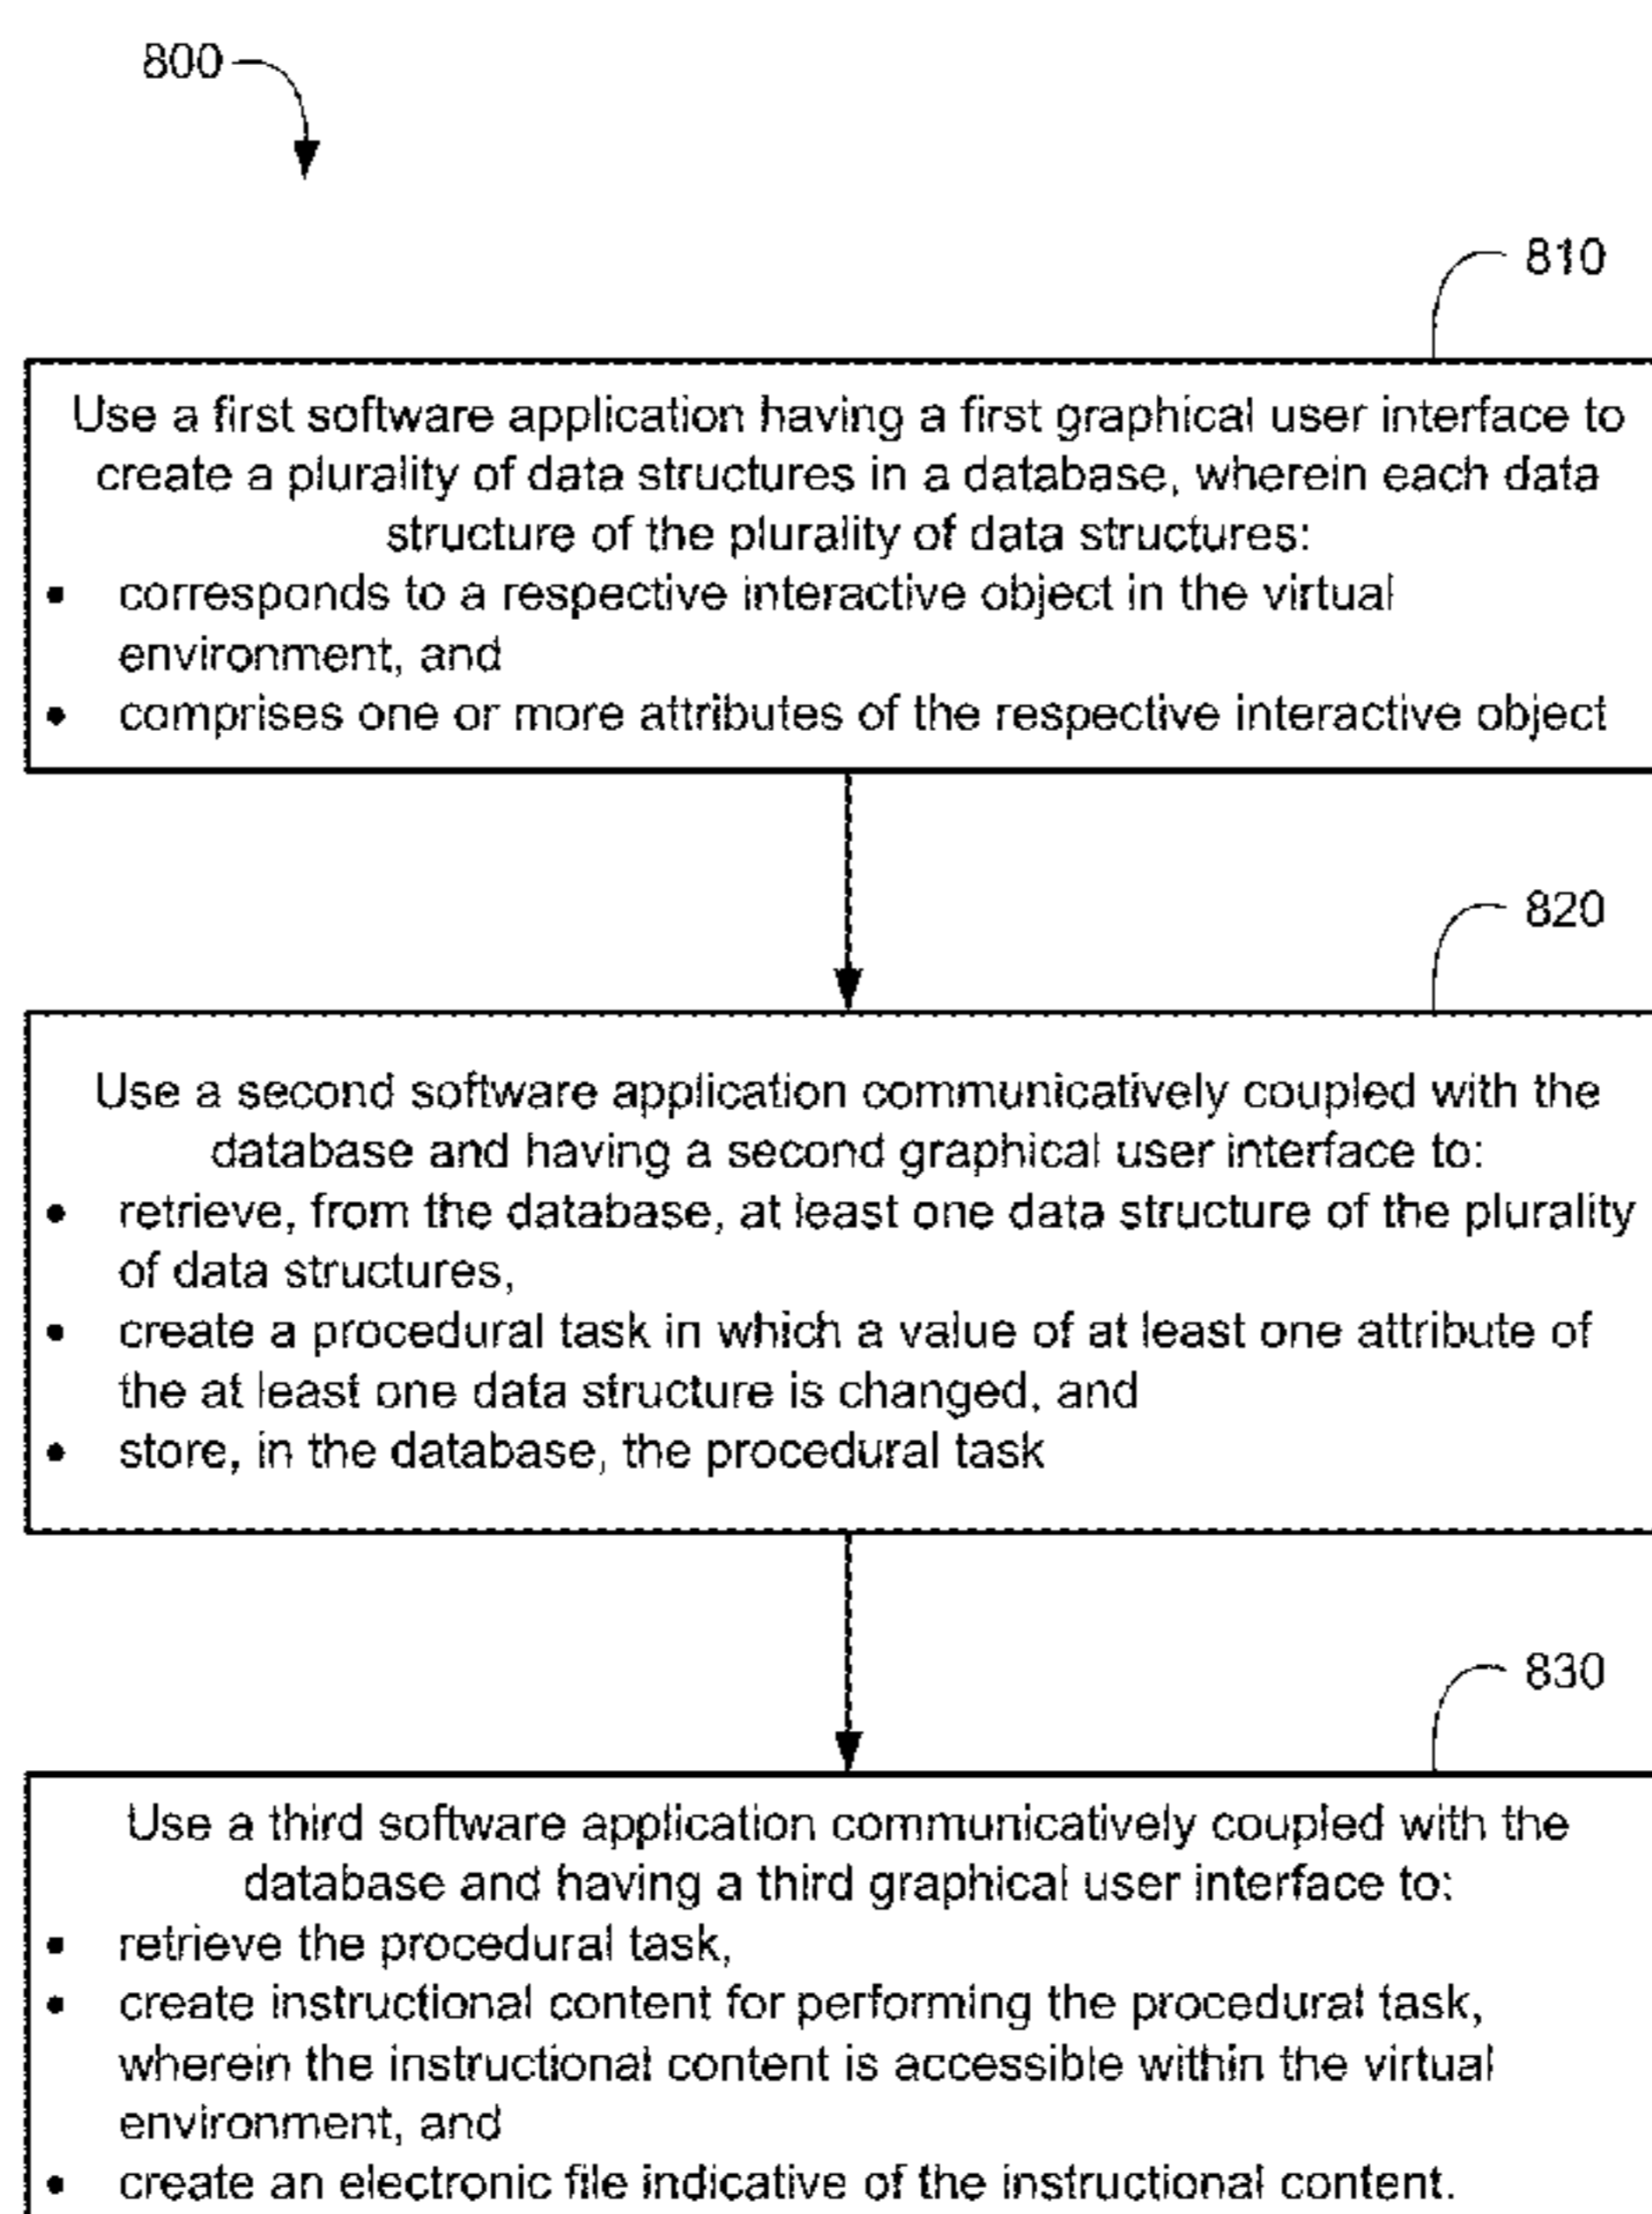 800
810
Use a first software application having a first graphical user interface to
create a plurality of data structures in a database, wherein each data
structure of the plurality of data structures:
• corresponds to a respective interactive object in the virtual
environment, and
• comprises one or more attributes of the respective interactive object
820
Use a second software application communicatively coupled with the
database and having a second graphical user interface to:
• retrieve, from the database, at least one data structure of the plurality
of data structures,
• create a procedural task in which a value of at least one attribute of
the at least one data structure is changed, and
• store, in the database, the procedural task
830
Use a third software application communicatively coupled with the
database and having a third graphical user interface to:
• retrieve the procedural task,
• create instructional content for performing the procedural task,
wherein the instructional content is accessible within the virtual
environment, and
• create an electronic file indicative of the instructional content.